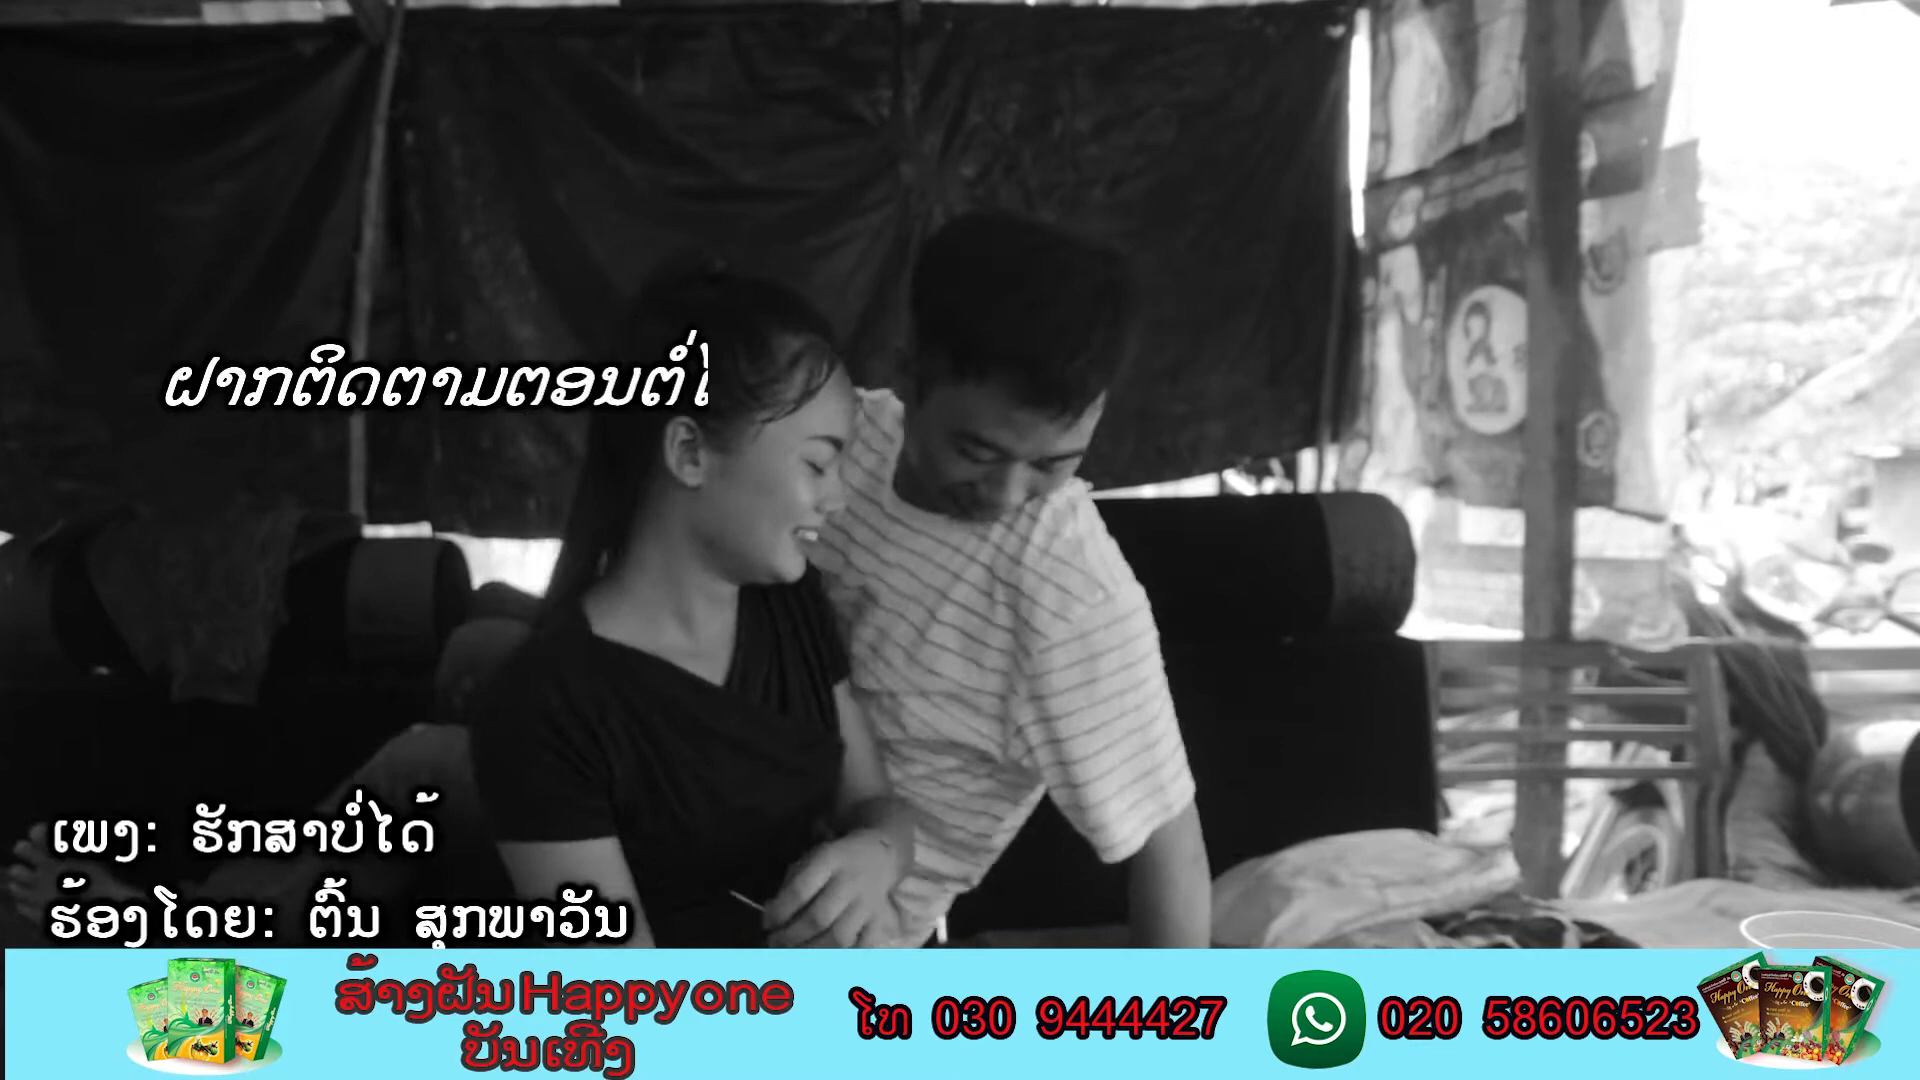 ຝາກຕິດຕາມຕອນຕໍ່
ເພງ: ຮັກສາບໍ່ໄດ້
ຮ້ອງໂດຍ: ຕົ້ນ ສຸກພາວັນ
ສ້າງຝັນ Happy one
ບັນເທີງ
ໂທ 030 9444427
020 58606523